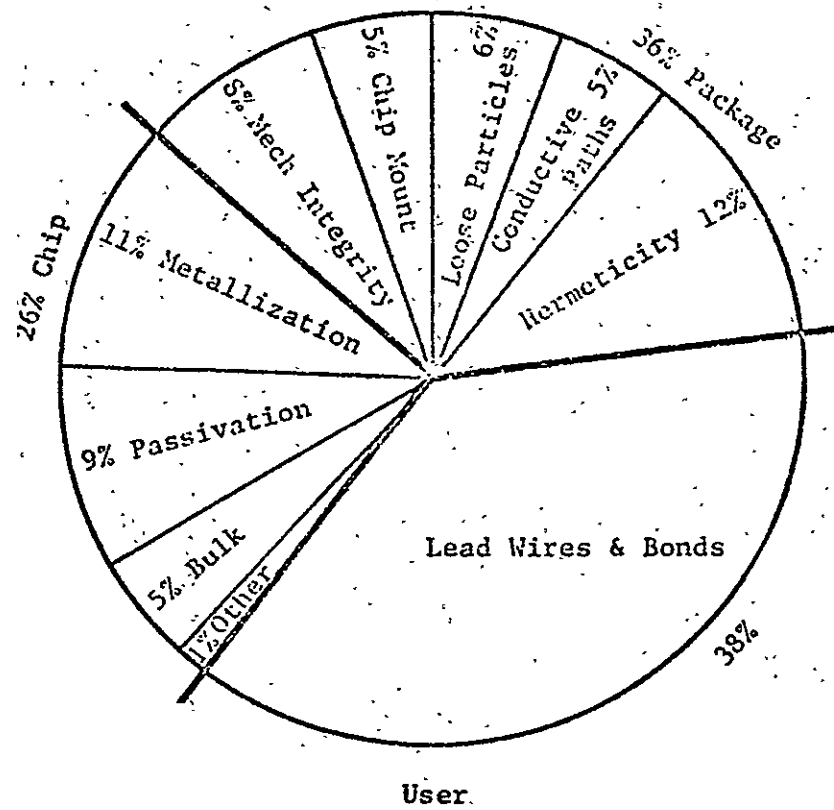 36% Package
6% Loose Particles
5% Conductive
Paths
Hermeticity 12%
5% Chip Mount
8% Mech Integrity
26% Chip
11% Metallization
9% Passivation
5% Bulk
1% Other
Lead Wires & Bonds
38%
User